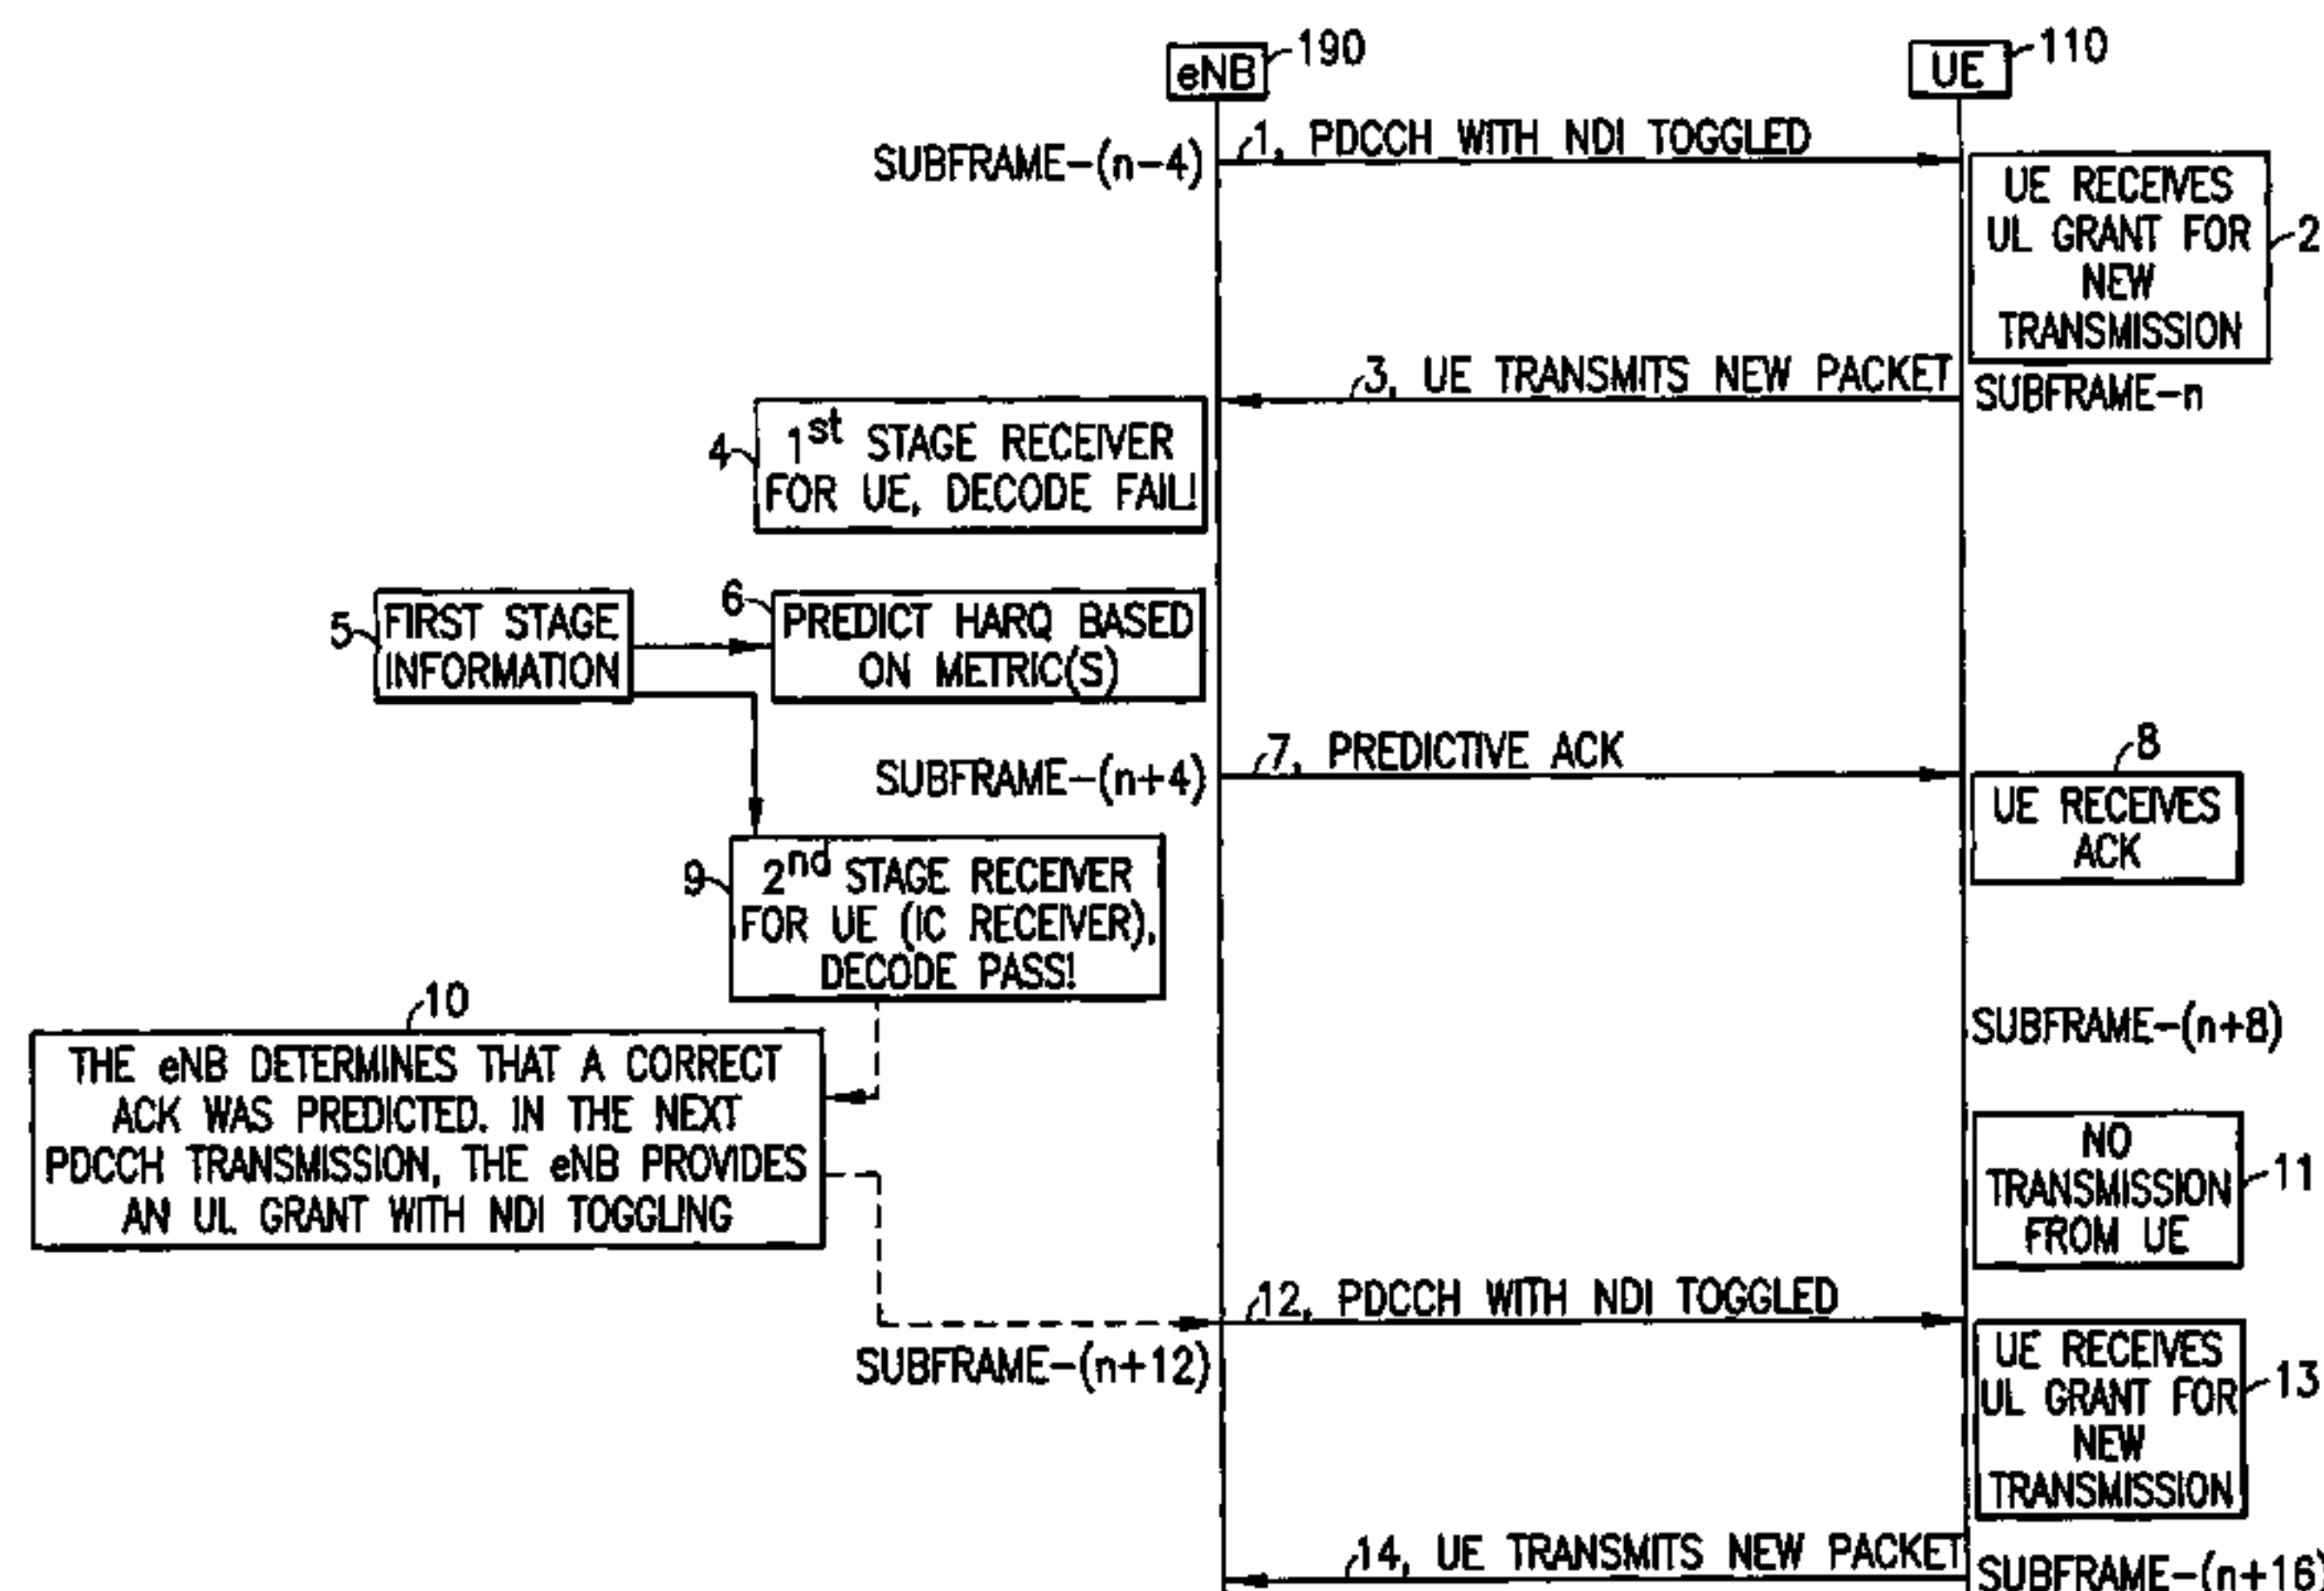 eNB
190
UE
110
SUBFRAME-(n-4)
1, PDCCH WITH NDI TOGGLED
UE RECEIVES
UL GRANT FOR
NEW
TRANSMISSION
2
3, UE TRANSMITS NEW PACKET
SUBFRAME-n
4
1st STAGE RECEIVER
FOR UE, DECODE FAIL!
5
FIRST STAGE
INFORMATION
6
PREDICT HARQ BASED
ON METRIC(S)
SUBFRAME-(n+4)
7, PREDICTIVE ACK
8
UE RECEIVES
ACK
9
2nd STAGE RECEIVER
FOR UE (IC RECEIVER),
DECODE PASS!
10
THE eNB DETERMINES THAT A CORRECT
ACK WAS PREDICTED. IN THE NEXT
PDCCH TRANSMISSION, THE eNB PROVIDES
AN UL GRANT WITH NDI TOGGLING
SUBFRAME-(n+8)
NO
TRANSMISSION
FROM UE
11
12, PDCCH WITH NDI TOGGLED
SUBFRAME-(n+12)
UE RECEIVES
UL GRANT FOR
NEW
TRANSMISSION
13
14, UE TRANSMITS NEW PACKET
SUBFRAME-(n+16)